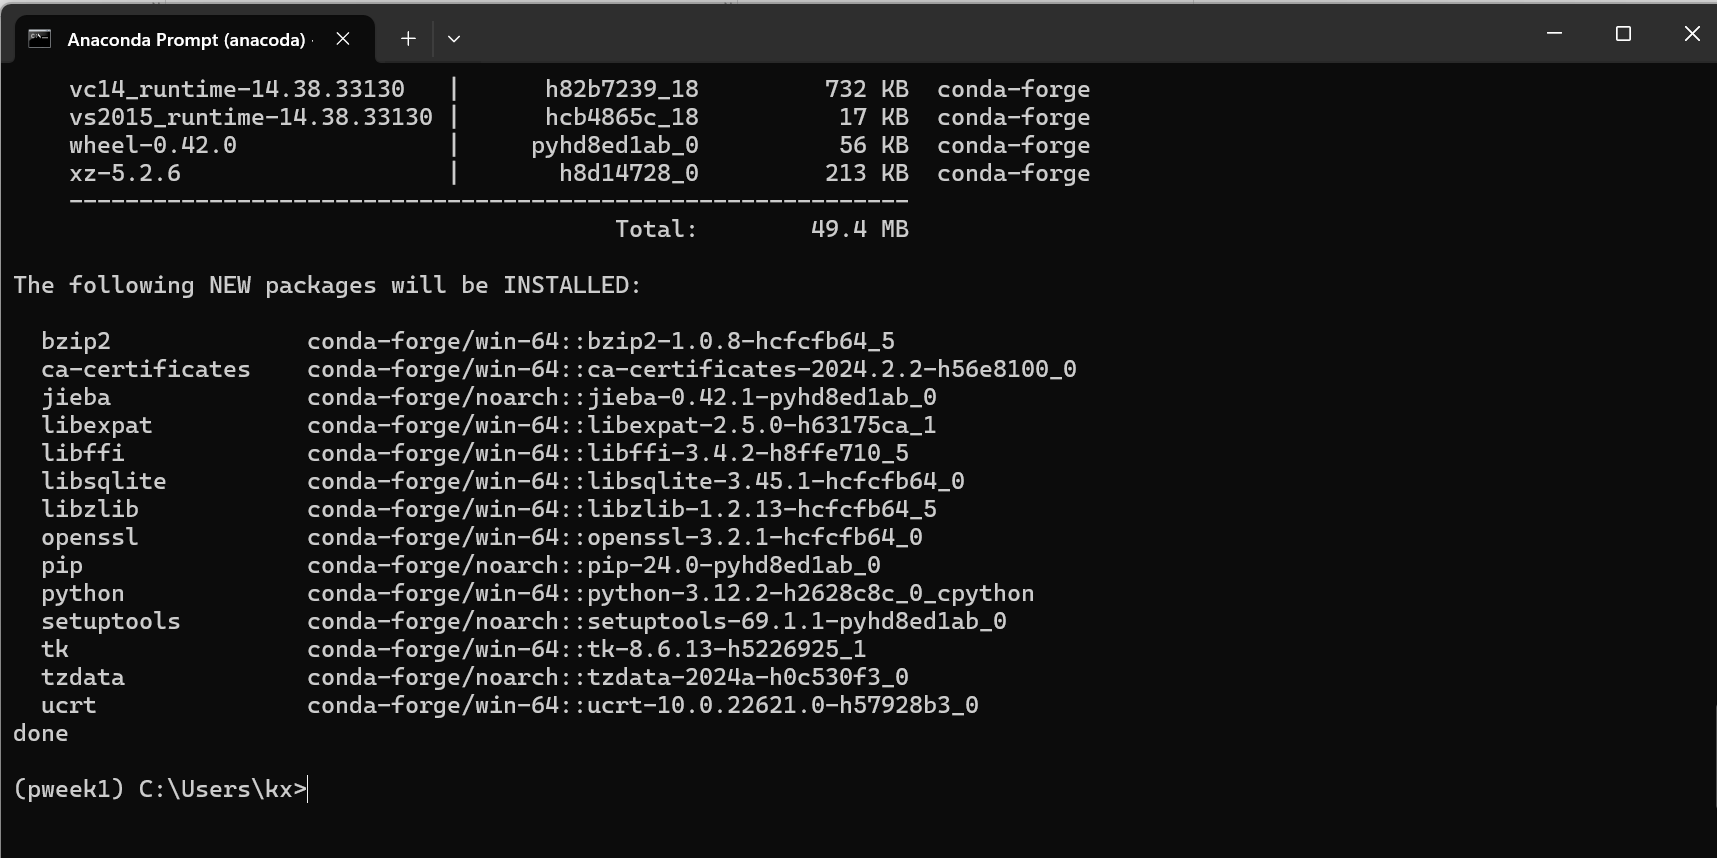 Anaconda Prompt (anacoda)
vc14_runtime-14.38.33130 | h82b7239_18 732 KB conda-forge
vs2015_runtime-14.38.33130 | hcb4865c_18 17 KB conda-forge
wheel-0.42.0 | pyhd8ed1ab_0 56 KB conda-forge
xz-5.2.6 | h8d14728_0 213 KB conda-forge
------------------------------------------------------------
Total: 49.4 MB
The following NEW packages will be INSTALLED:
bzip2 conda-forge/win-64::bzip2-1.0.8-hcfcfb64_5
ca-certificates conda-forge/win-64::ca-certificates-2024.2.2-h56e8100_0
jieba conda-forge/noarch::jieba-0.42.1-pyhd8ed1ab_0
libexpat conda-forge/win-64::libexpat-2.5.0-h63175ca_1
libffi conda-forge/win-64::libffi-3.4.2-h8ffe710_5
libsqlite conda-forge/win-64::libsqlite-3.45.1-hcfcfb64_0
libzlib conda-forge/win-64::libzlib-1.2.13-hcfcfb64_5
openssl conda-forge/win-64::openssl-3.2.1-hcfcfb64_0
pip conda-forge/noarch::pip-24.0-pyhd8ed1ab_0
python conda-forge/win-64::python-3.12.2-h2628c8c_0_cpython
setuptools conda-forge/noarch::setuptools-69.1.1-pyhd8ed1ab_0
tk conda-forge/win-64::tk-8.6.13-h5226925_1
tzdata conda-forge/noarch::tzdata-2024a-h0c530f3_0
ucrt conda-forge/win-64::ucrt-10.0.22621.0-h57928b3_0
done
(pweek1) C:\Users\kx>